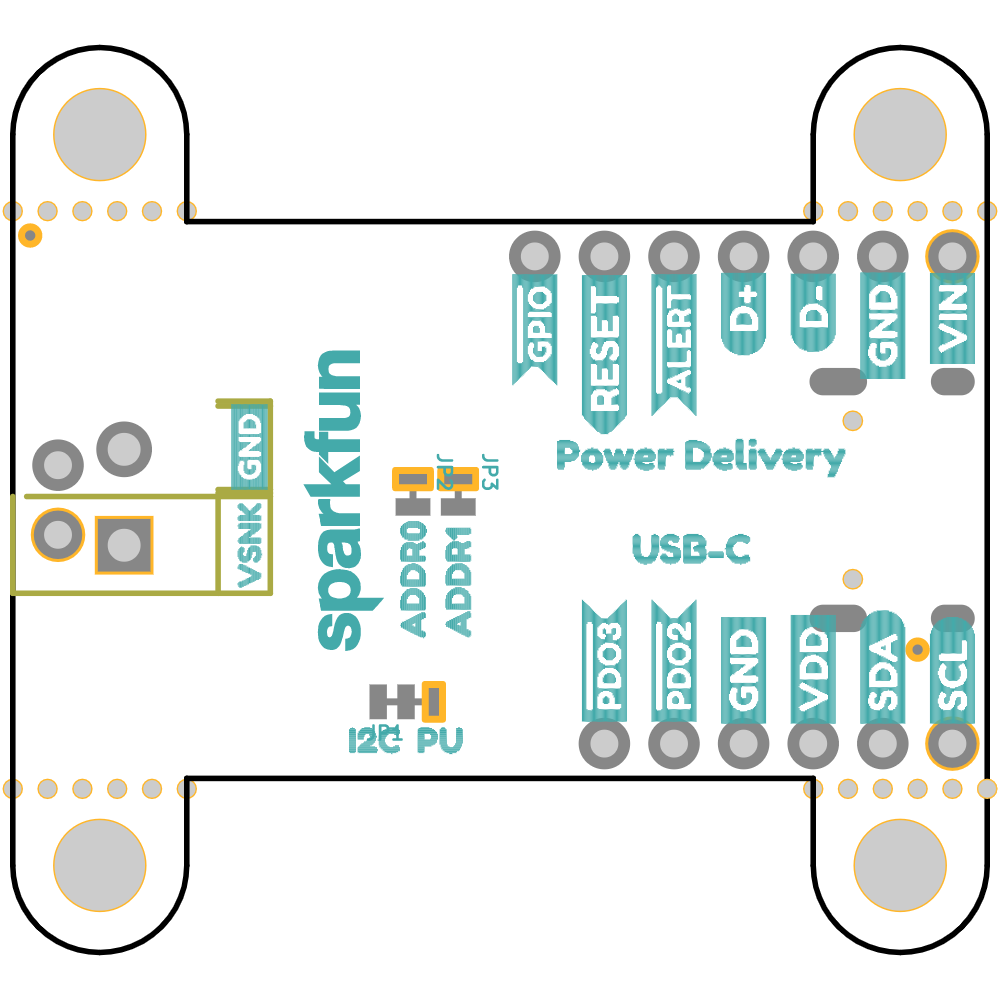 GPIO
RESET
ALERT
D+
D-
GND
VIN
sparkfun
GND
VSNK
Power Delivery
JP2
JP3
ADDR0
ADDR1
USB-C
PDO3
PDO2
GND
VDD
SDA
SCL
JP1
I2C PU